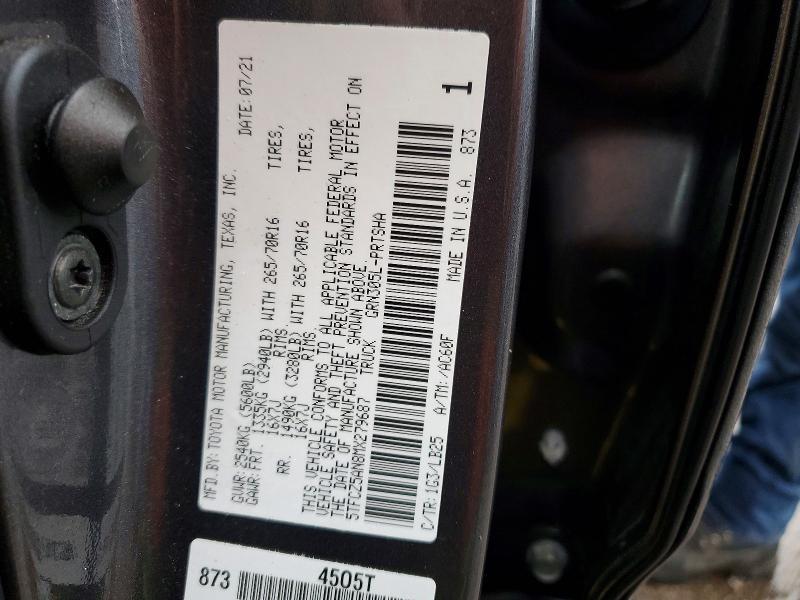 MFD.BY: TOYOTA MOTOR MANUFACTURING, TEXAS, INC. DATE: 07/21
GVWR: 2540KG (5600LB)
GAWR: FRT. 1335KG (2940LB) WITH 265/70R16 TIRES,
16X7J RIMS.
RR. 1490KG (3280LB) WITH 265/70R16 TIRES,
16X7J RIMS.
THIS VEHICLE CONFORMS TO ALL APPLICABLE FEDERAL MOTOR
VEHICLE SAFETY AND THEFT PREVENTION STANDARDS IN EFFECT ON
THE DATE OF MANUFACTURE SHOWN ABOVE.
5TFCZ5AN8MX279687 TRUCK GRN305L-PRTSHA
1
C/TR: 1G3/LB25 A/TM: /AC60F MADE IN U.S.A. 873
873 4505T